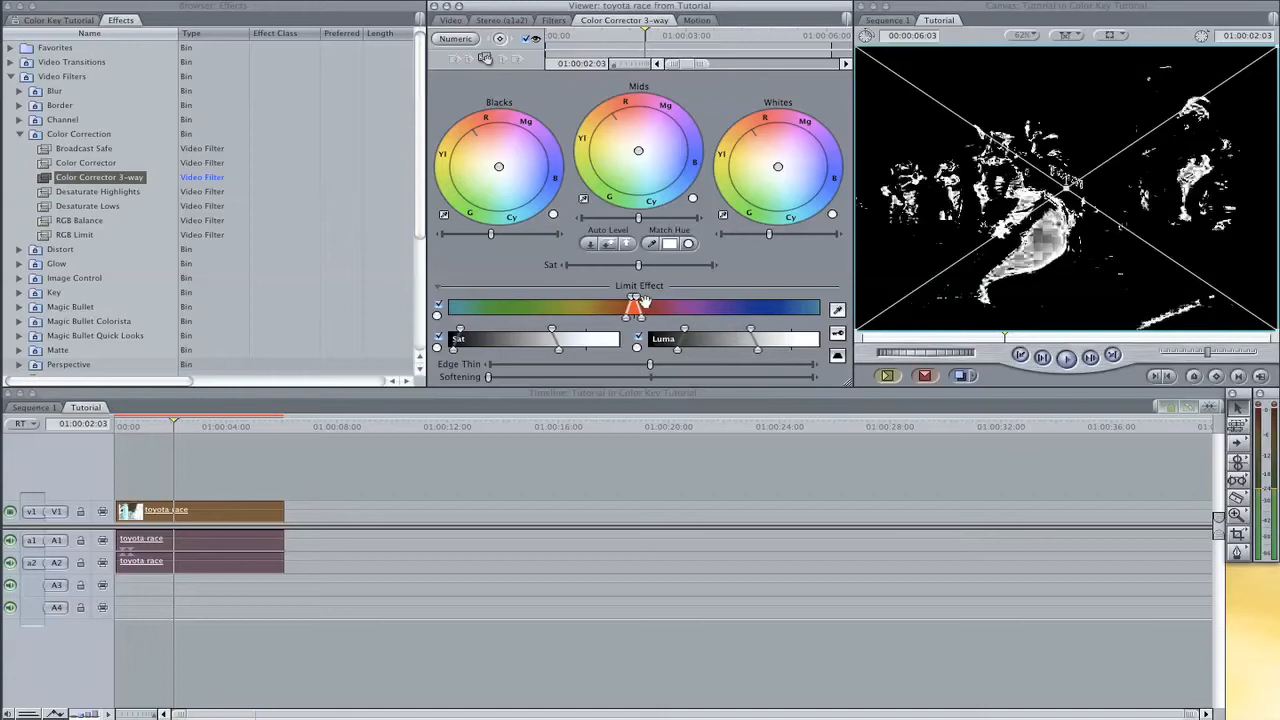 Browser: Effects
Color Key Tutorial Effects
Name Type Effect Class Preferred Length
Favorites Bin
Video Transitions Bin
Video Filters Bin
Blur Bin
Border Bin
Channel Bin
Color Correction Bin
Broadcast Safe Video Filter
Color Corrector Video Filter
Color Corrector 3-way Video Filter
Desaturate Highlights Video Filter
Desaturate Lows Video Filter
RGB Balance Video Filter
RGB Limit Video Filter
Distort Bin
Glow Bin
Image Control Bin
Key Bin
Magic Bullet Bin
Magic Bullet Colorista Bin
Magic Bullet Quick Looks Bin
Matte Bin
Perspective Bin
Viewer: toyota race from Tutorial
Video Stereo (a1a2) Filters Color Corrector 3-way Motion
Numeric
:00:00 01:00:03:00 01:00:06:00
01:00:02:03
Blacks Mids Whites
R Mg B Cy G Yl
R Mg B Cy G Yl
R Mg B Cy G Yl
Auto Level Match Hue
Sat
Limit Effect
Sat Luma
Edge Thin
Softening
Canvas: Tutorial in Color Key Tutorial
Sequence 1 Tutorial
00:00:06:03 62% 01:00:02:03
Timeline: Tutorial in Color Key Tutorial
Sequence 1 Tutorial
RT 01:00:02:03 :00:00 01:00:04:00 01:00:08:00 01:00:12:00 01:00:16:00 01:00:20:00 01:00:24:00 01:00:28:00 01:00:32:00 01:00:36:00
v1 V1 toyota race
a1 A1 toyota race
a2 A2 toyota race
A3
A4